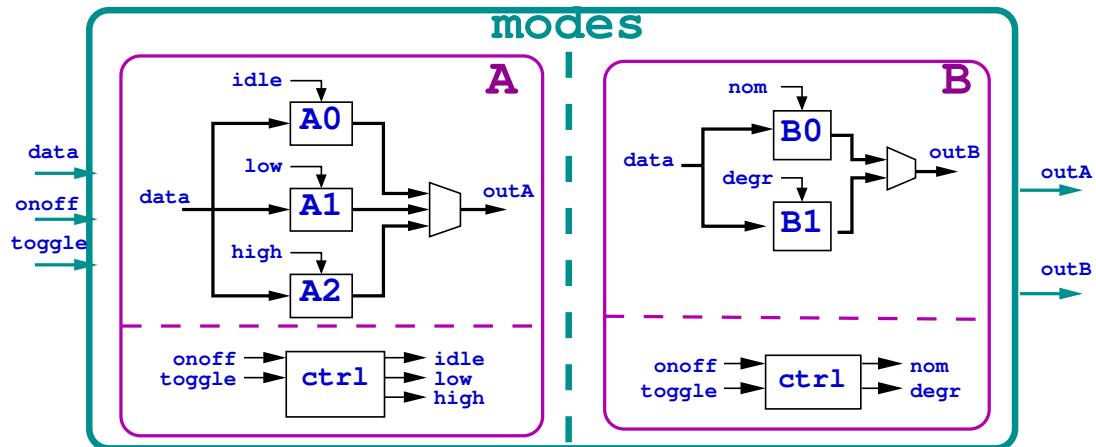 modes
A
idle
A0
low
data
A1
outA
high
A2
onoff
toggle
ctrl
idle
low
high
B
nom
B0
data
outB
degr
B1
onoff
toggle
ctrl
nom
degr
data
onoff
toggle
outA
outB